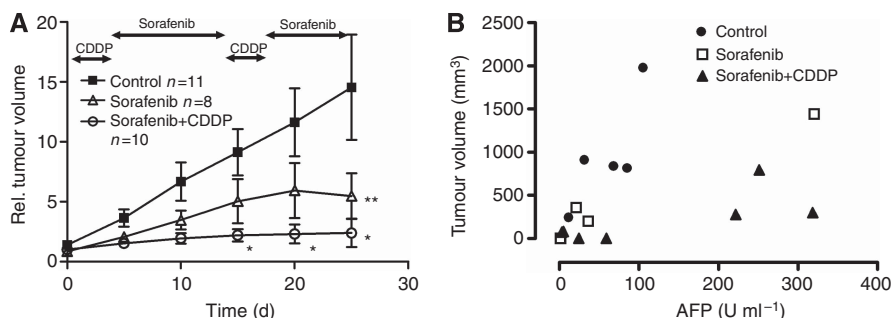 A
Sorafenib
Sorafenib
CDDP
CDDP
Rel. tumour volume
20
15
10
5
0
Control n=11
Sorafenib n=8
Sorafenib+CDDP
n=10
**
*
*
*
0
10
20
30
Time (d)
B
Control
Sorafenib
Sorafenib+CDDP
Tumour volume (mm³)
2500
2000
1500
1000
500
0
0
100
200
300
400
AFP (U ml⁻¹)